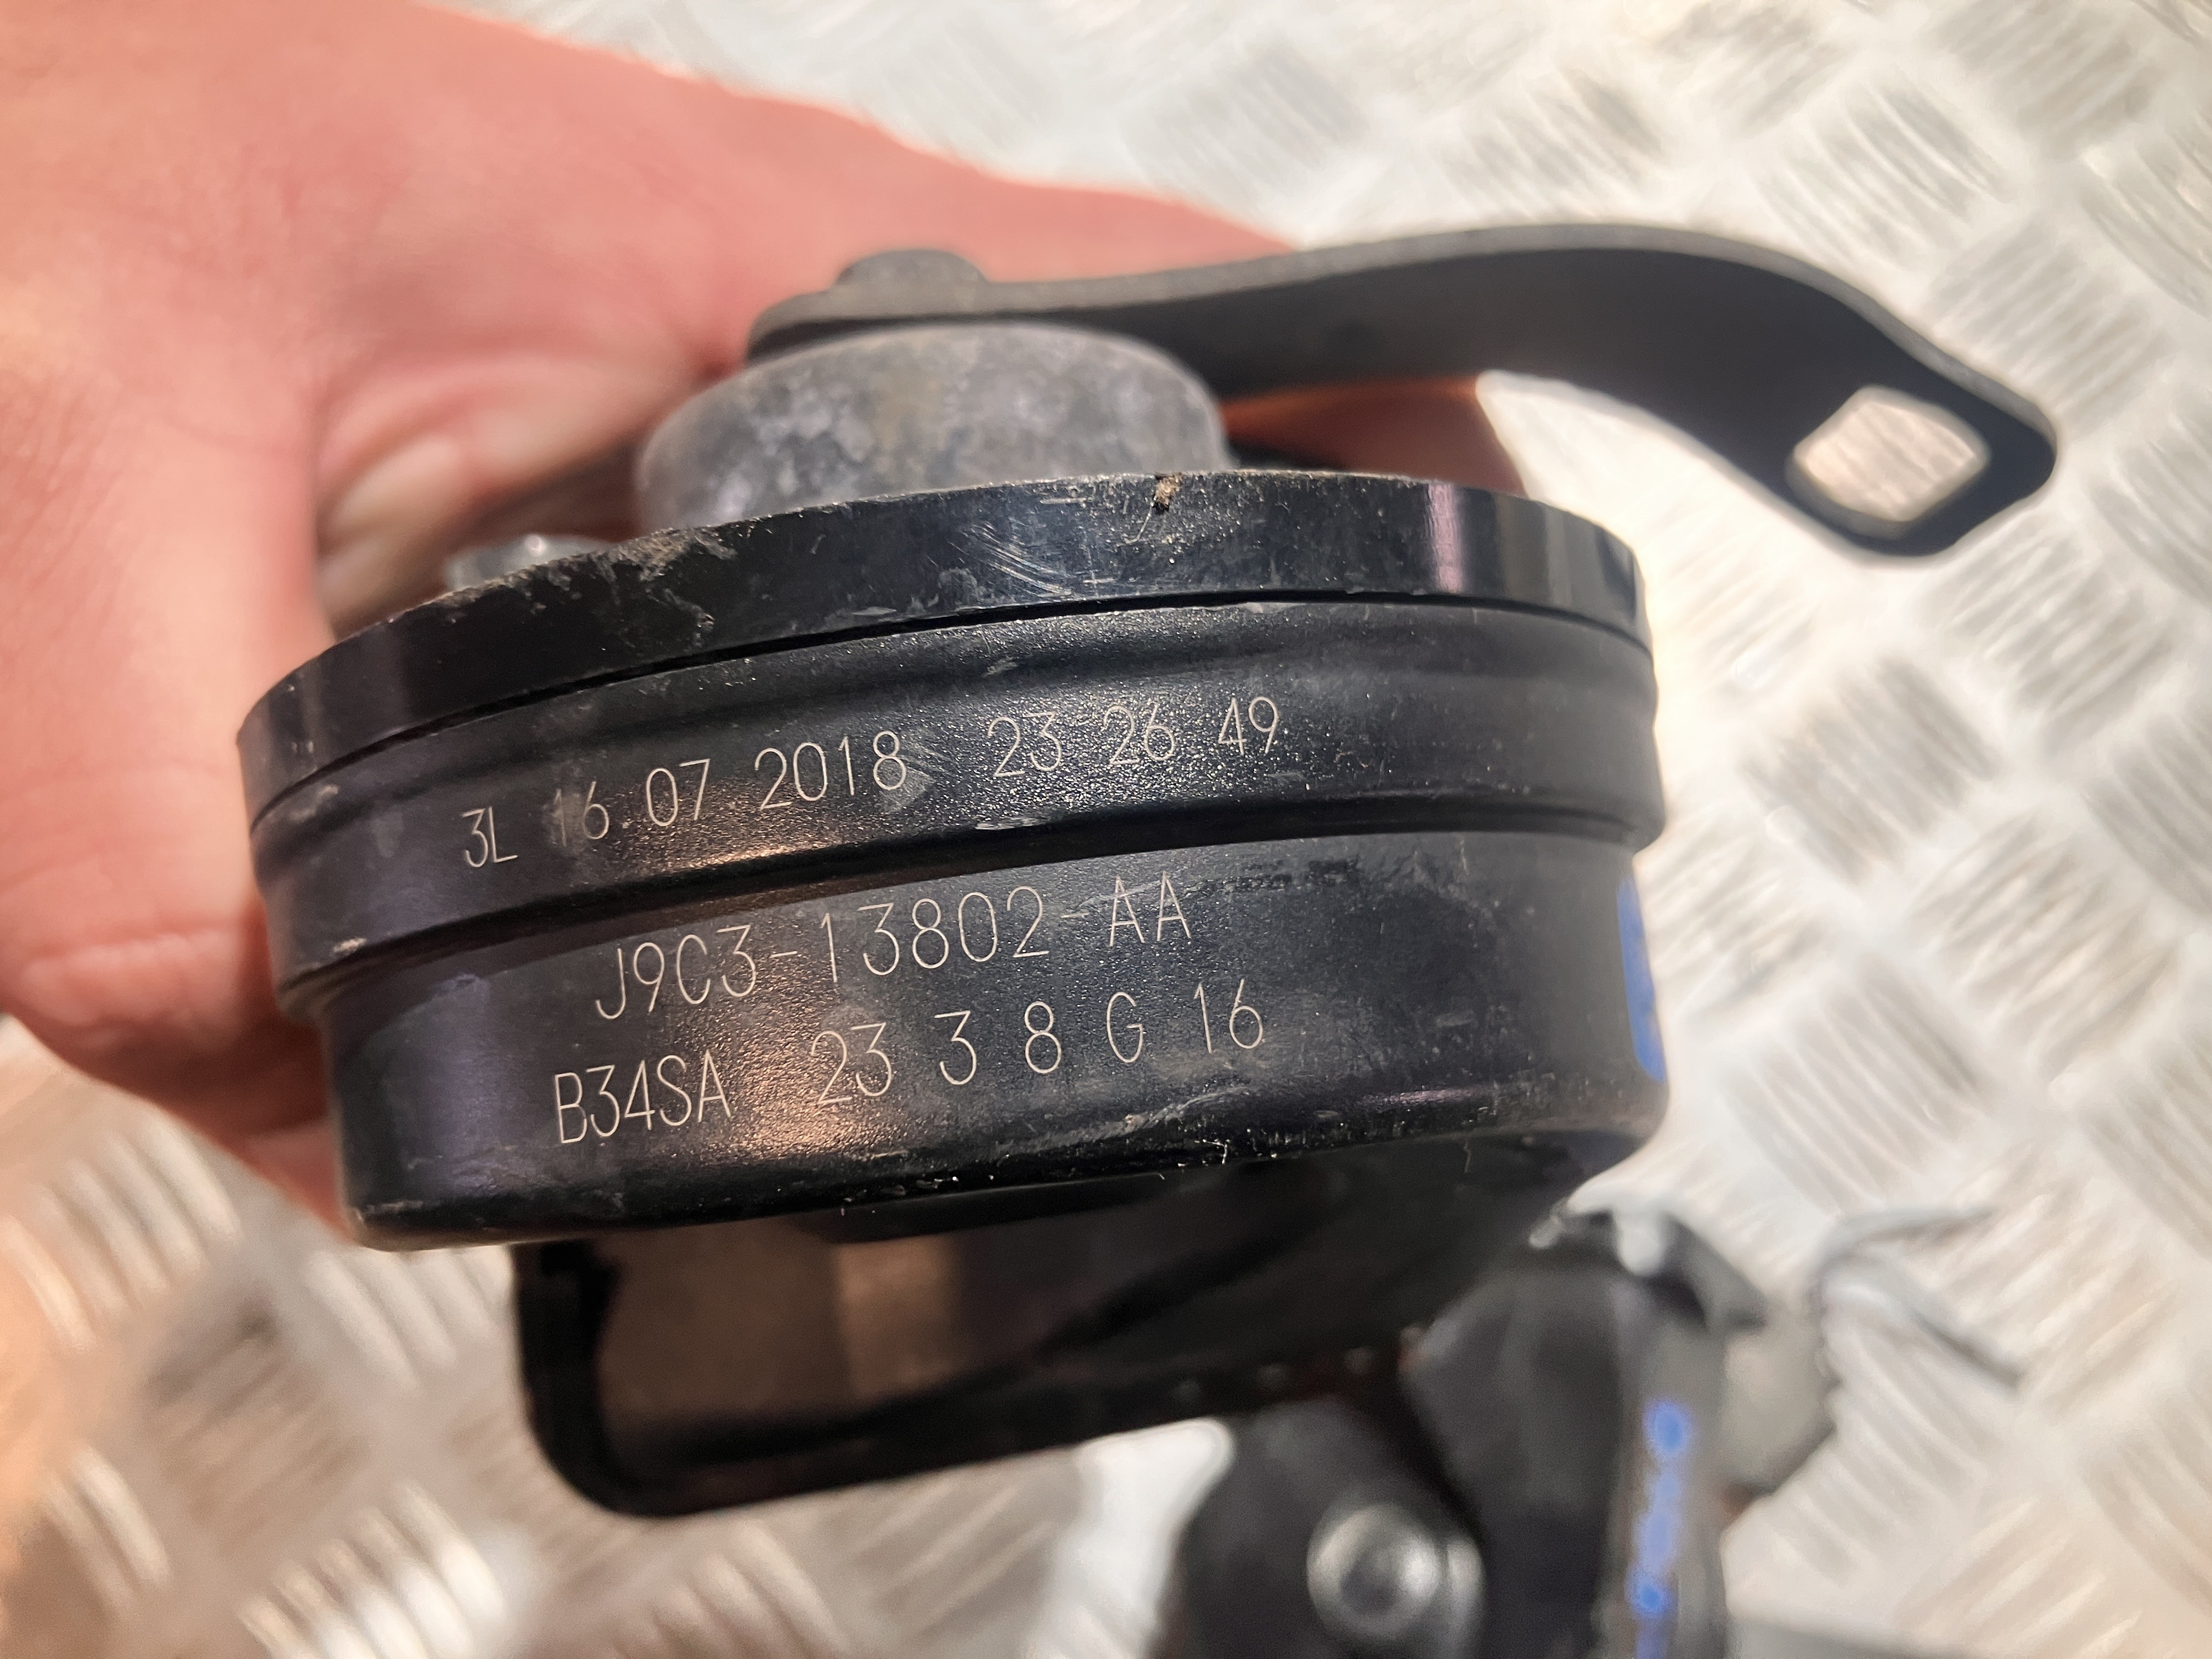 3L 16.07 2018 23 26 49
J9C3-13802-AA
B34SA 23 3 8 G 16